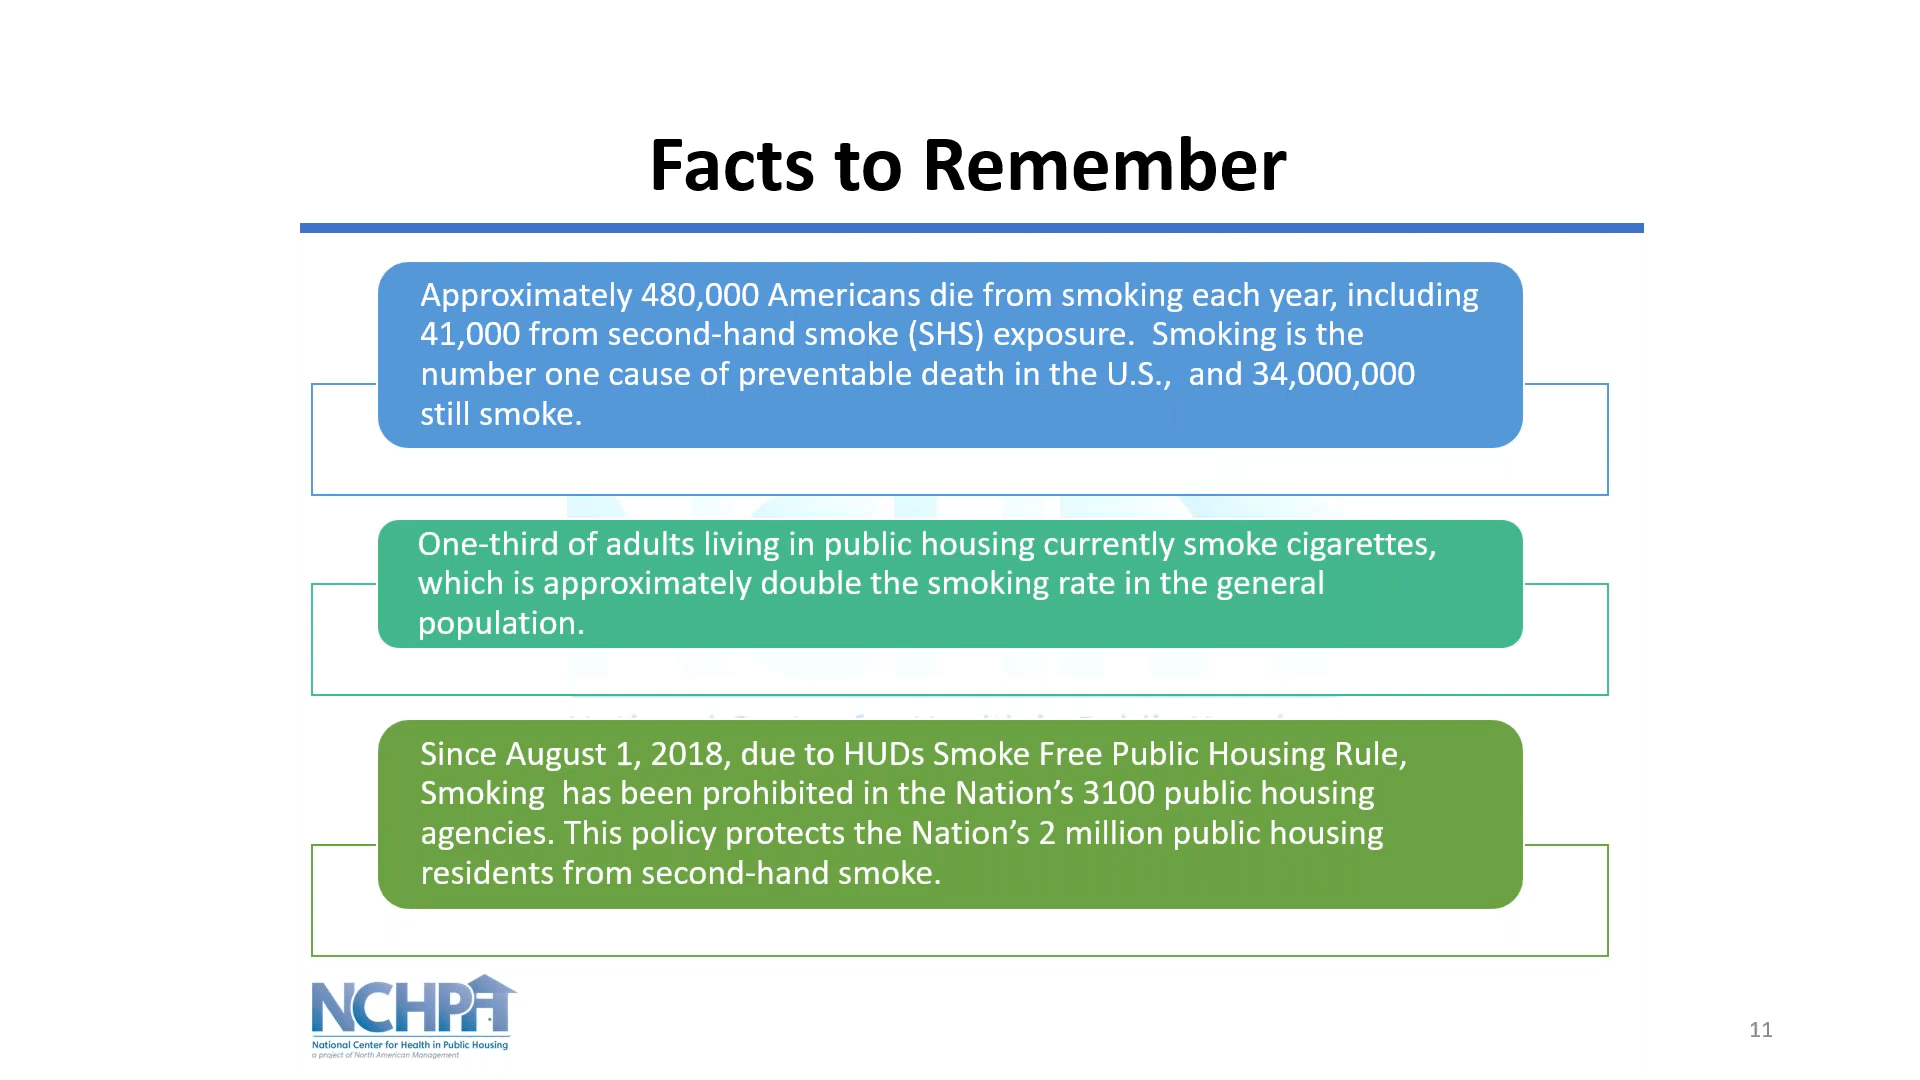 Facts to Remember
Approximately 480,000 Americans die from smoking each year, including
41,000 from second-hand smoke (SHS) exposure.  Smoking is the
number one cause of preventable death in the U.S.,  and 34,000,000
still smoke.
One-third of adults living in public housing currently smoke cigarettes,
which is approximately double the smoking rate in the general
population.
Since August 1, 2018, due to HUDs Smoke Free Public Housing Rule,
Smoking  has been prohibited in the Nation’s 3100 public housing
agencies. This policy protects the Nation’s 2 million public housing
residents from second-hand smoke.
NCHPH
National Center for Health in Public Housing
a project of North American Management
11